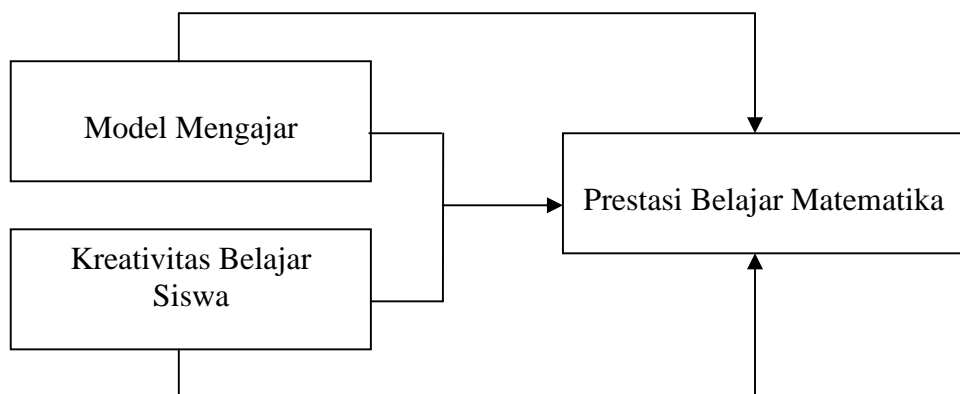 Model Mengajar
Prestasi Belajar Matematika
Kreativitas Belajar
Siswa